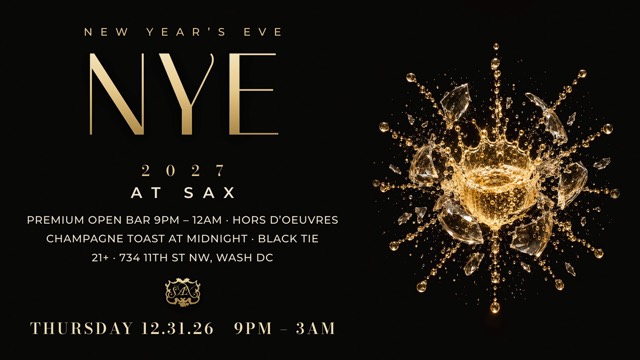 NEW YEAR'S EVE
NYE
2027
AT SAX
PREMIUM OPEN BAR 9PM – 12AM · HORS D'OEUVRES
CHAMPAGNE TOAST AT MIDNIGHT · BLACK TIE
21+ · 734 11TH ST NW, WASH DC
SAX
THURSDAY 12.31.26 9PM – 3AM